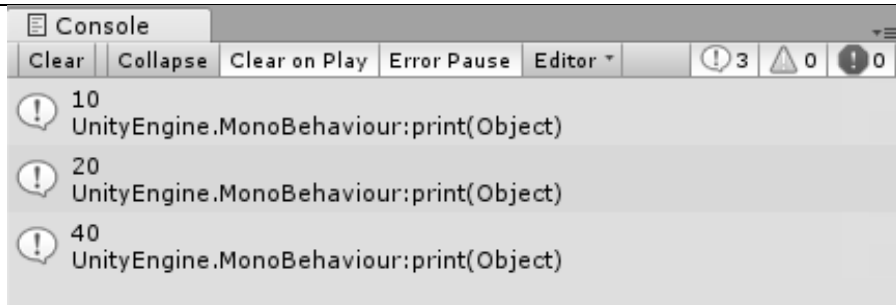 Console
Clear Collapse Clear on Play Error Pause Editor 3 0 0
10
UnityEngine.MonoBehaviour:print(Object)
20
UnityEngine.MonoBehaviour:print(Object)
40
UnityEngine.MonoBehaviour:print(Object)